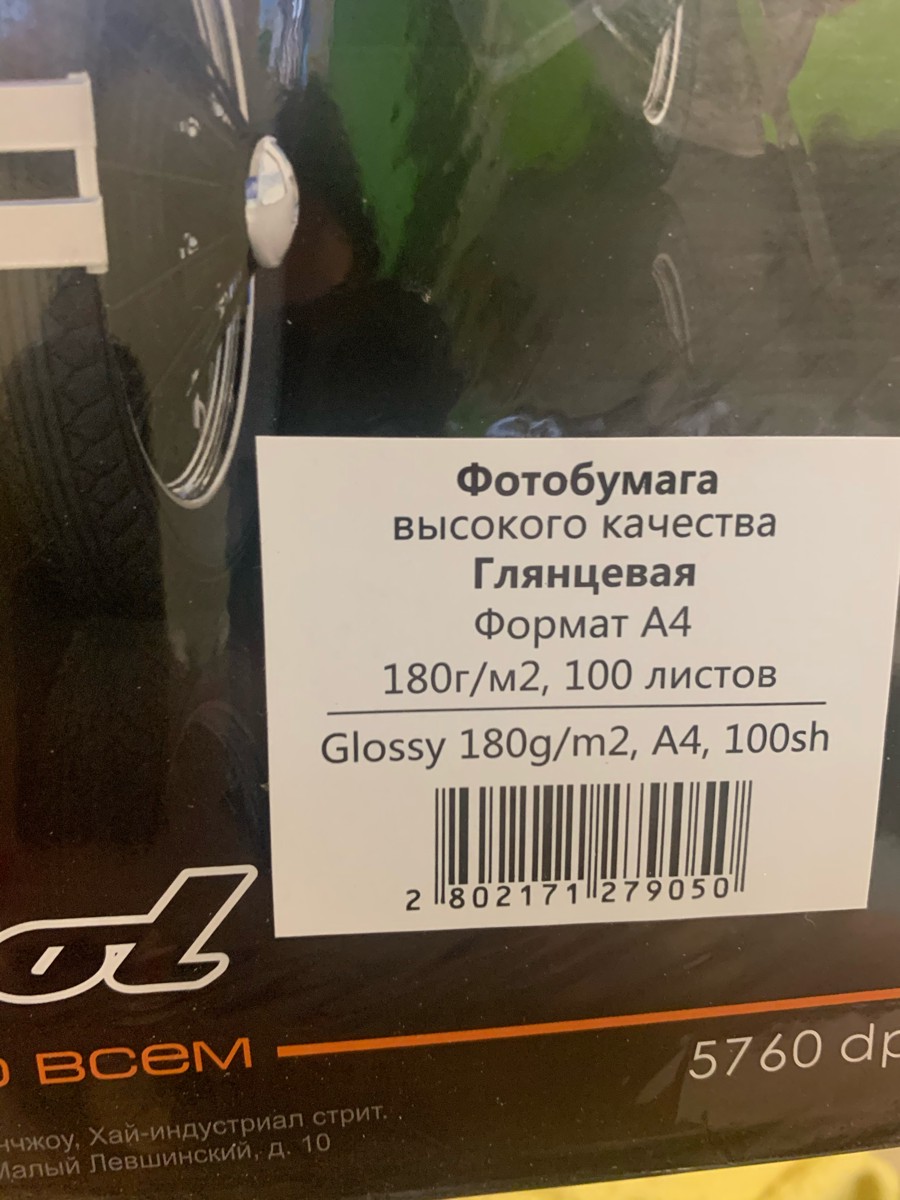 Фотобумага
высокого качества
Глянцевая
Формат А4
180г/м2, 100 листов
Glossy 180g/m2, A4, 100sh
2 802171 279050
всем
5760
Хай-индустриал стрит.
Малый Левшинский, д. 10